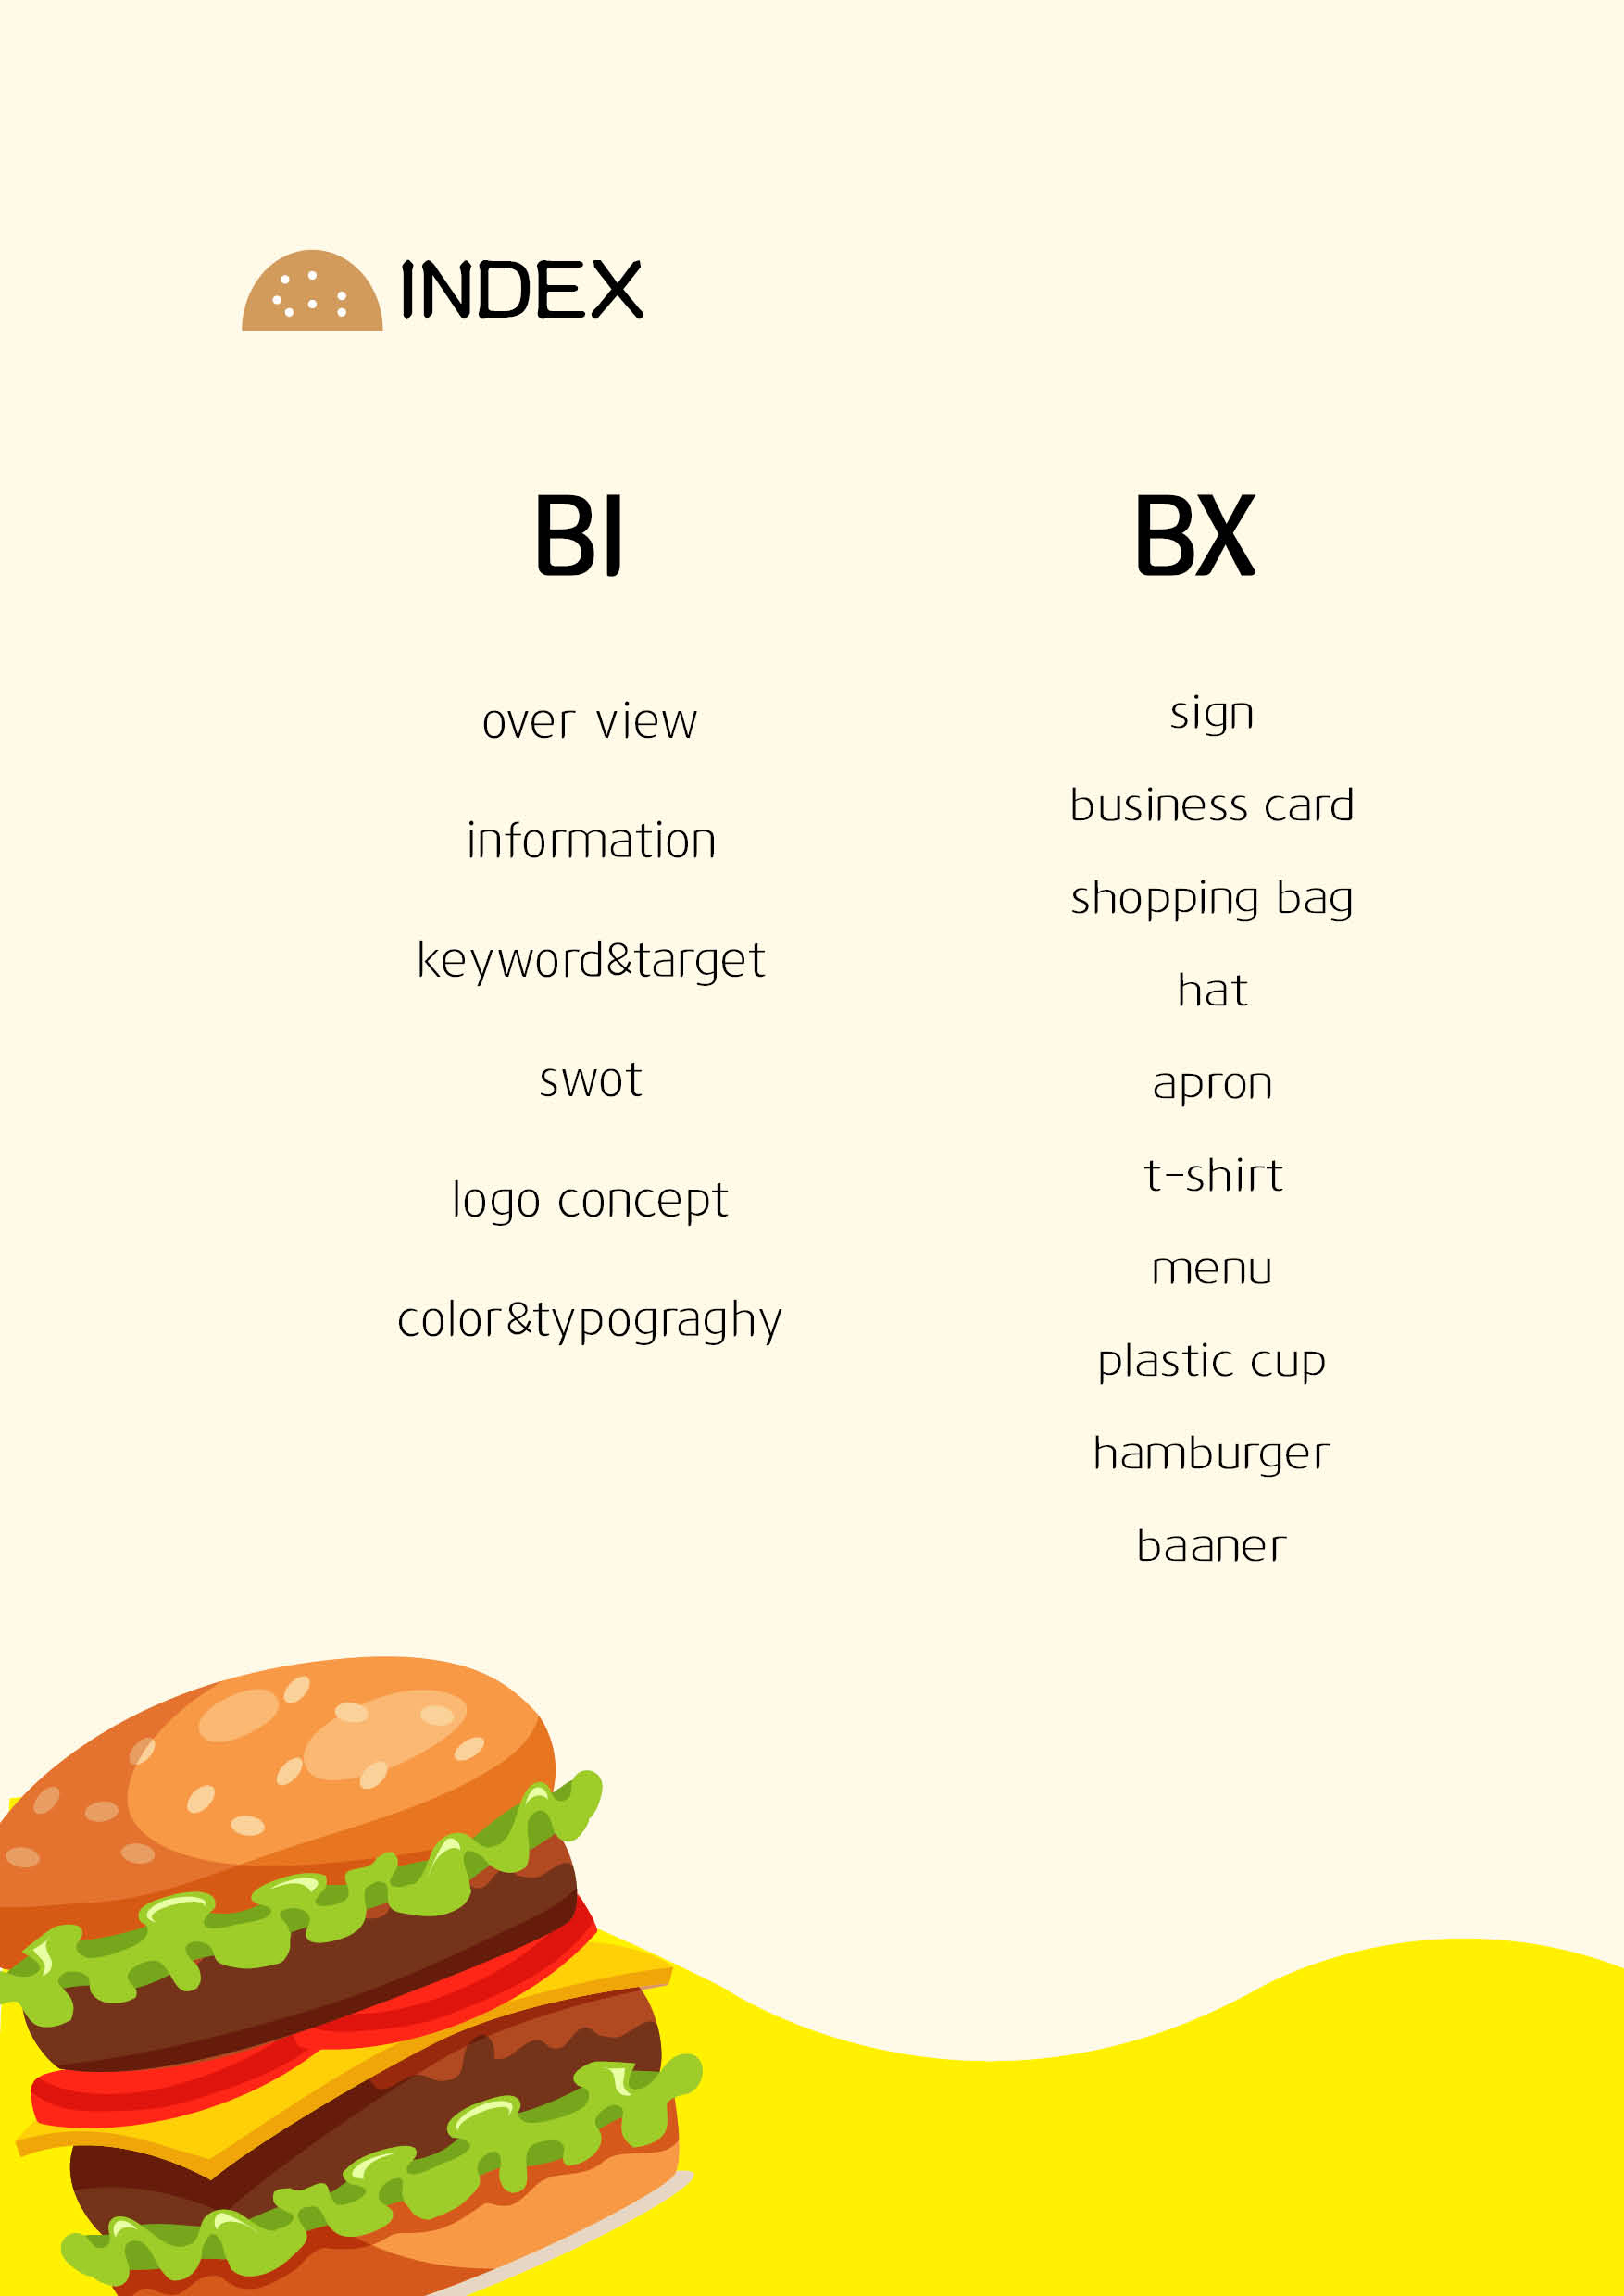 INDEX
BI
over view
information
keyword&target
swot
logo concept
color&typograghy
BX
sign
business card
shopping bag
hat
apron
t-shirt
menu
plastic cup
hamburger
baaner